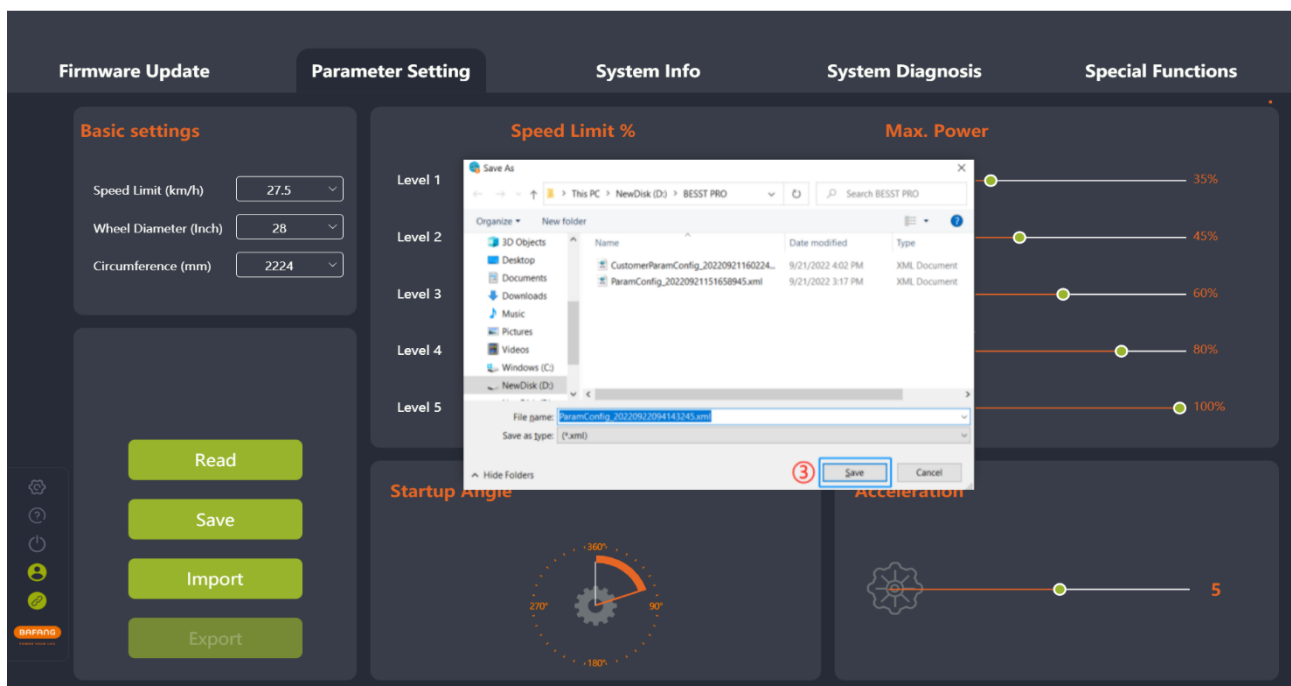 Firmware Update
Parameter Setting
System Info
System Diagnosis
Special Functions
Basic settings
Speed Limit (km/h)
27.5
Wheel Diameter (Inch)
28
Circumference (mm)
2224
Read
Save
Import
Export
BAFANG
Speed Limit %
Max. Power
Level 1
35%
Level 2
45%
Level 3
60%
Level 4
80%
Level 5
100%
Save As
This PC > NewDisk (D:) > BESST PRO
Search BESST PRO
Organize
New folder
3D Objects
Desktop
Documents
Downloads
Music
Pictures
Videos
Windows (C:)
NewDisk (D:)
Name
Date modified
Type
CustomerParamConfig_20220921160224...
9/21/2022 4:02 PM
XML Document
ParamConfig_20220921151658945.xml
9/21/2022 3:17 PM
XML Document
File name:
ParamConfig_20220922094143245.xml
Save as type:
(*.xml)
Hide Folders
③
Save
Cancel
Startup Angle
360°
270°
90°
180°
Acceleration
5